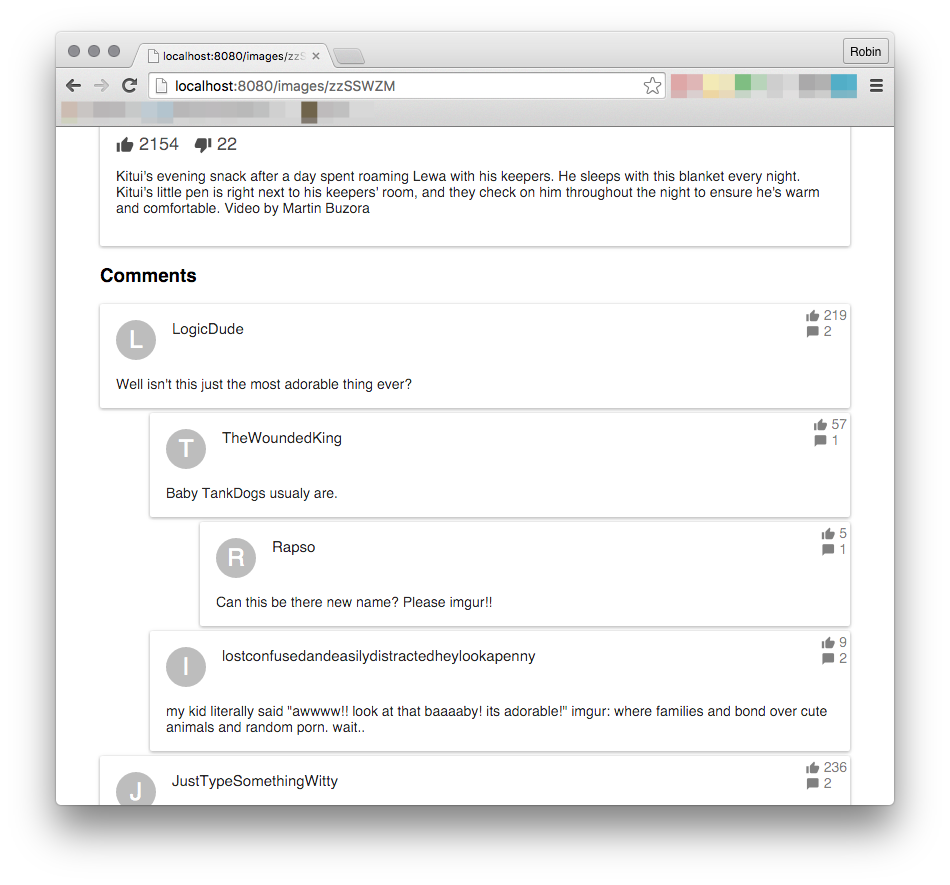 localhost:8080/images/zzS
Robin
localhost:8080/images/zzSSWZM
2154 22
Kitui's evening snack after a day spent roaming Lewa with his keepers. He sleeps with this blanket every night.
Kitui's little pen is right next to his keepers' room, and they check on him throughout the night to ensure he's warm
and comfortable. Video by Martin Buzora
Comments
L
LogicDude
219
2
Well isn't this just the most adorable thing ever?
T
TheWoundedKing
57
1
Baby TankDogs usualy are.
R
Rapso
5
1
Can this be there new name? Please imgur!!
l
lostconfusedandeasilydistractedheylookapenny
9
2
my kid literally said "awwww!! look at that baaaaby! its adorable!" imgur: where families and bond over cute
animals and random porn. wait..
J
JustTypeSomethingWitty
236
2